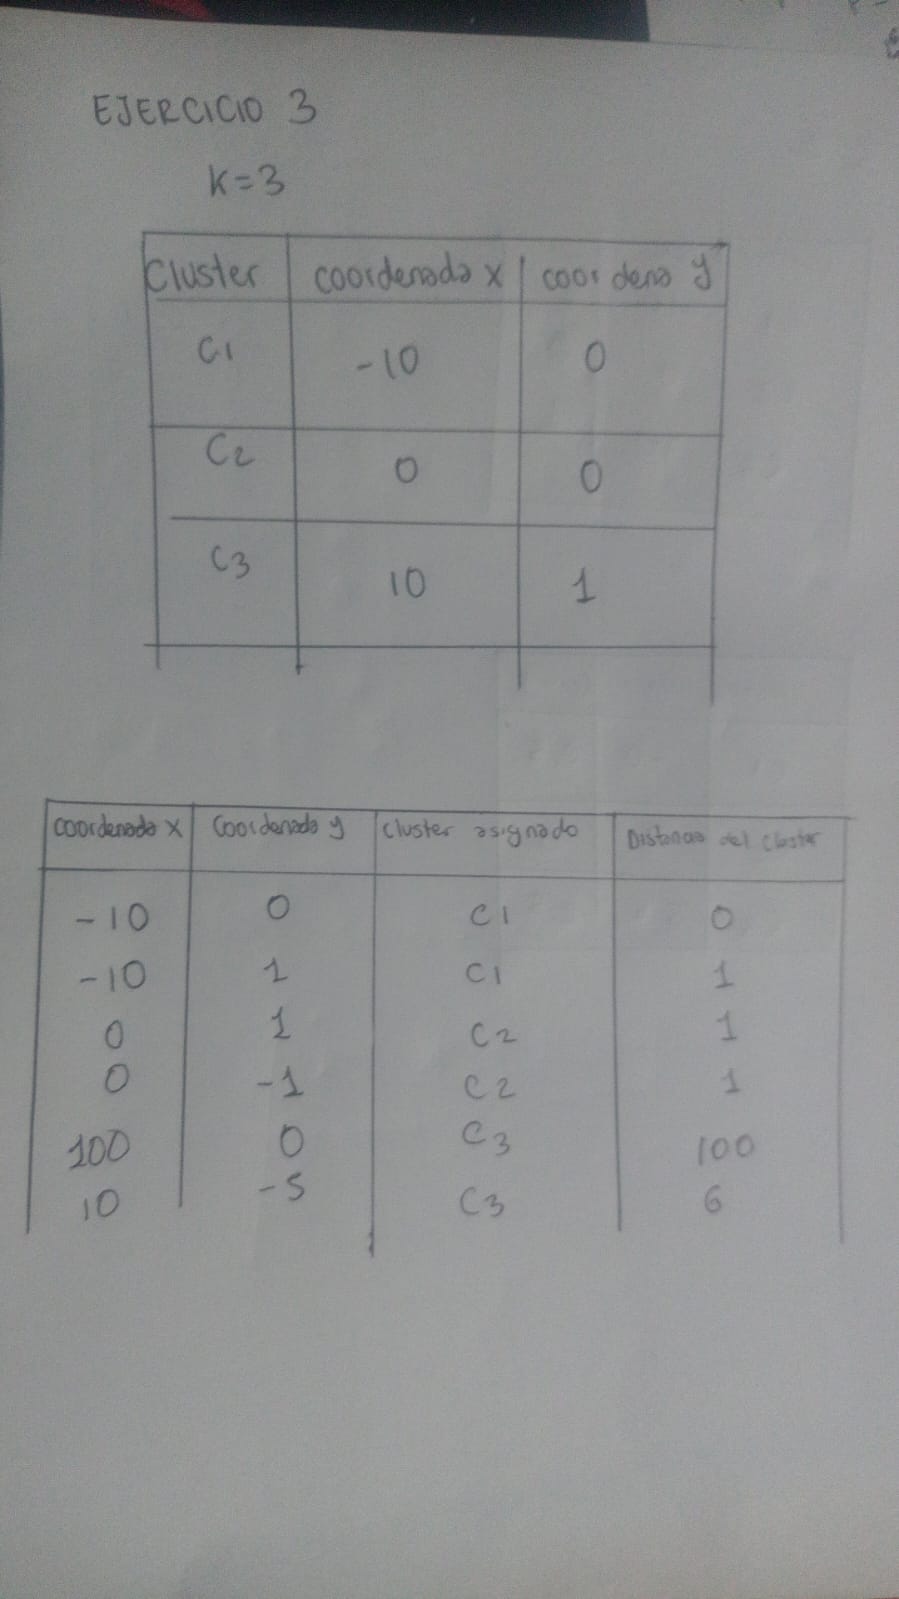 EJERCICIO 3
K=3
Cluster coordenada x coordena y
C1 -10 0
C2 0 0
C3 10 1
Coordenada x Coordenada y Cluster asignado Distancia del Cluster
-10 0 C1 0
-10 1 C1 1
0 1 C2 1
0 -1 C2 1
100 0 C3 100
10 -5 C3 6